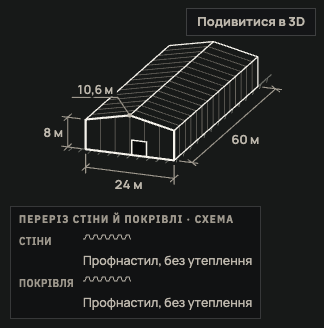 Подивитися в 3D
10,6 м
8 м
60 м
24 м
ПЕРЕРІЗ СТІНИ Й ПОКРІВЛІ · СХЕМА
СТІНИ
Профнастил, без утеплення
ПОКРІВЛЯ
Профнастил, без утеплення